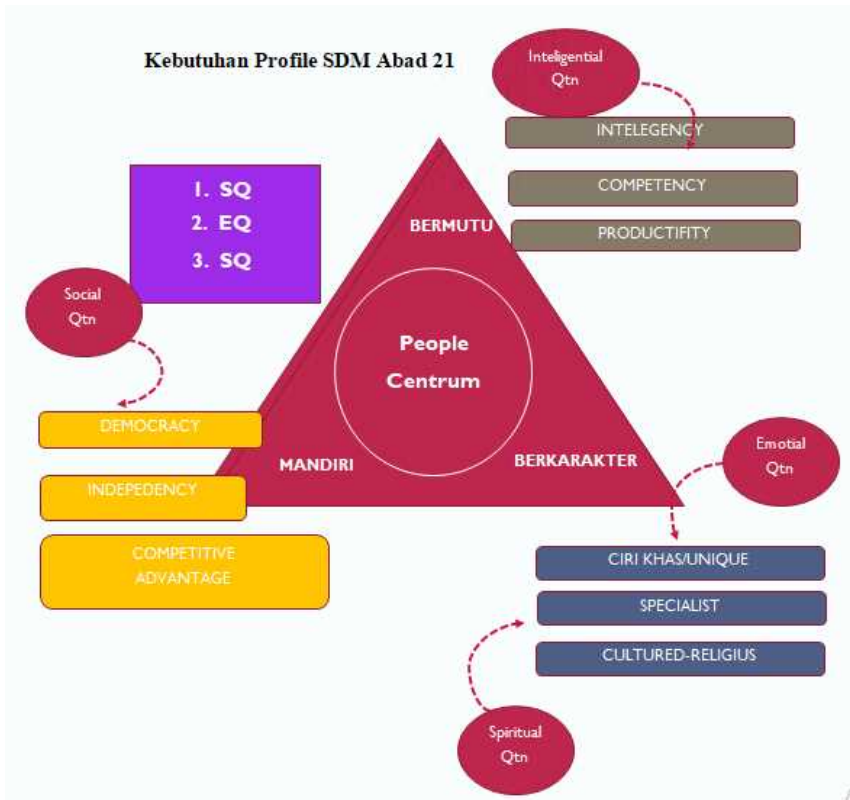 Kebutuhan Profile SDM Abad 21
Inteligential
Qtn
INTELEGENCY
COMPETENCY
PRODUCTIFITY
1. SQ
2. EQ
3. SQ
BERMUTU
Social
Qtn
People
Centrum
DEMOCRACY
INDEPEDENCY
COMPETITIVE
ADVANTAGE
MANDIRI
BERKARAKTER
Emotial
Qtn
CIRI KHAS/UNIQUE
SPECIALIST
CULTURED-RELIGIUS
Spiritual
Qtn